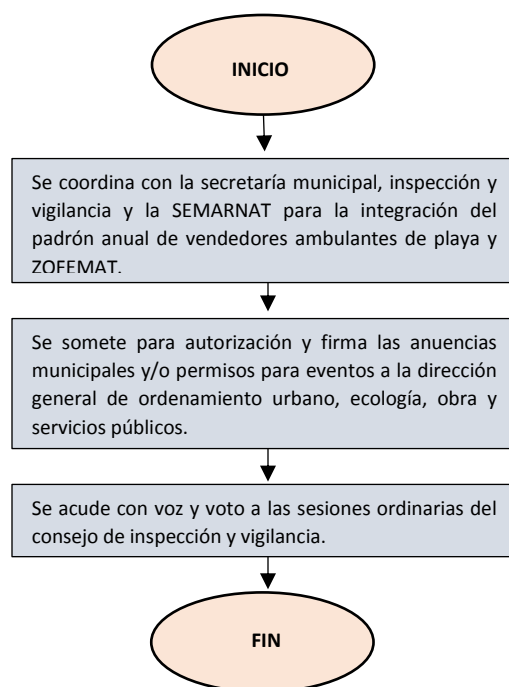 INICIO
Se coordina con la secretaría municipal, inspección y
vigilancia y la SEMARNAT para la integración del
padrón anual de vendedores ambulantes de playa y
ZOFEMAT.
Se somete para autorización y firma las anuencias
municipales y/o permisos para eventos a la dirección
general de ordenamiento urbano, ecología, obra y
servicios públicos.
Se acude con voz y voto a las sesiones ordinarias del
consejo de inspección y vigilancia.
FIN